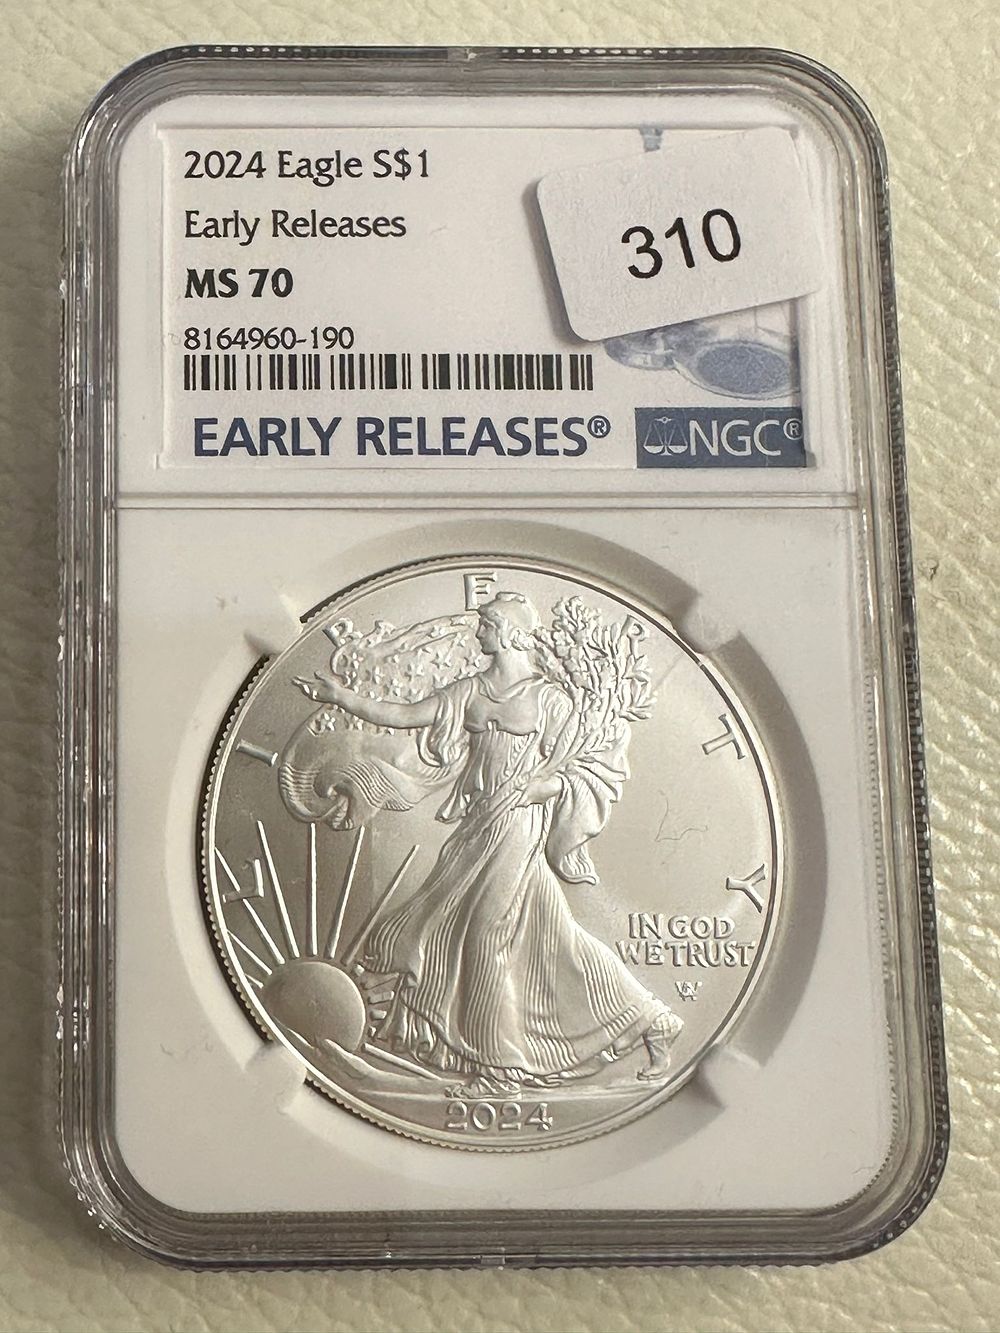 2024 Eagle S$1
Early Releases
MS 70
8164960-190
310
EARLY RELEASES®
NGC®
LIBERTY
IN GOD
WE TRUST
AW
2024